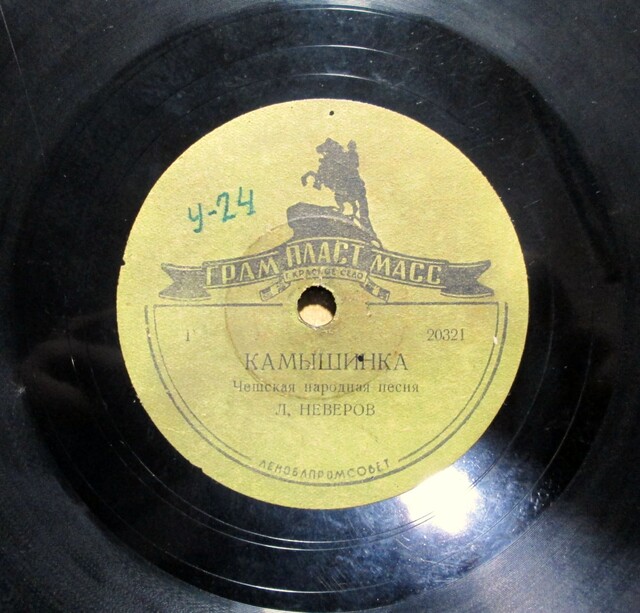 у-24
ГРАМ ПЛАСТ МАСС
Г. КРАСНОЕ СЕЛО
1 20321
КАМЫШИНКА
Чешская народная песня
Л. НЕВЕРОВ
ЛЕНОБЛПРОМСОВЕТ